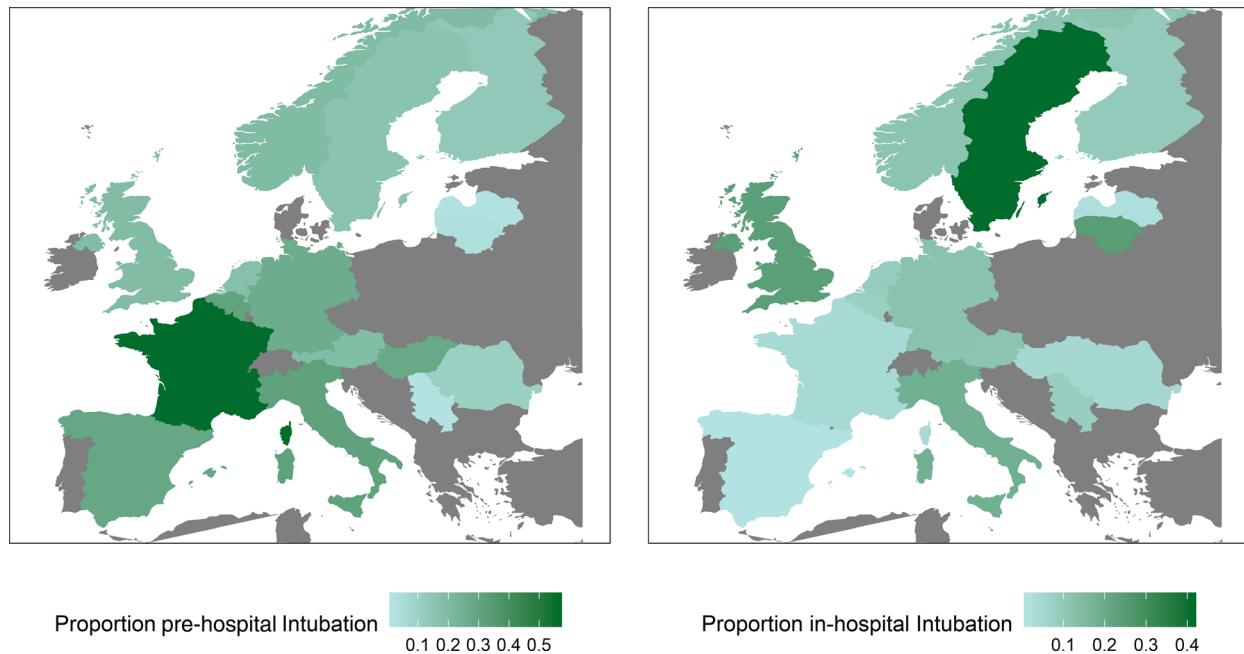 Proportion pre-hospital Intubation
0.1 0.2 0.3 0.4 0.5
Proportion in-hospital Intubation
0.1 0.2 0.3 0.4